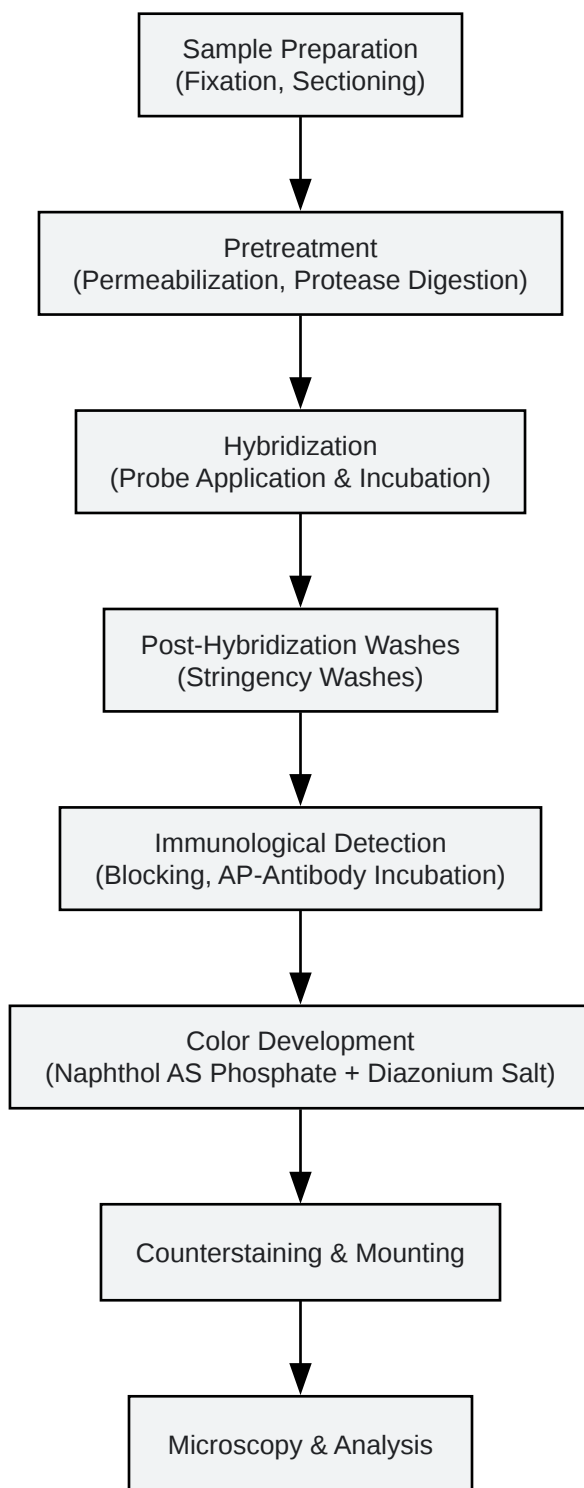 Sample Preparation
(Fixation, Sectioning)
Pretreatment
(Permeabilization, Protease Digestion)
Hybridization
(Probe Application & Incubation)
Post-Hybridization Washes
(Stringency Washes)
Immunological Detection
(Blocking, AP-Antibody Incubation)
Color Development
(Naphthol AS Phosphate + Diazonium Salt)
Counterstaining & Mounting
Microscopy & Analysis